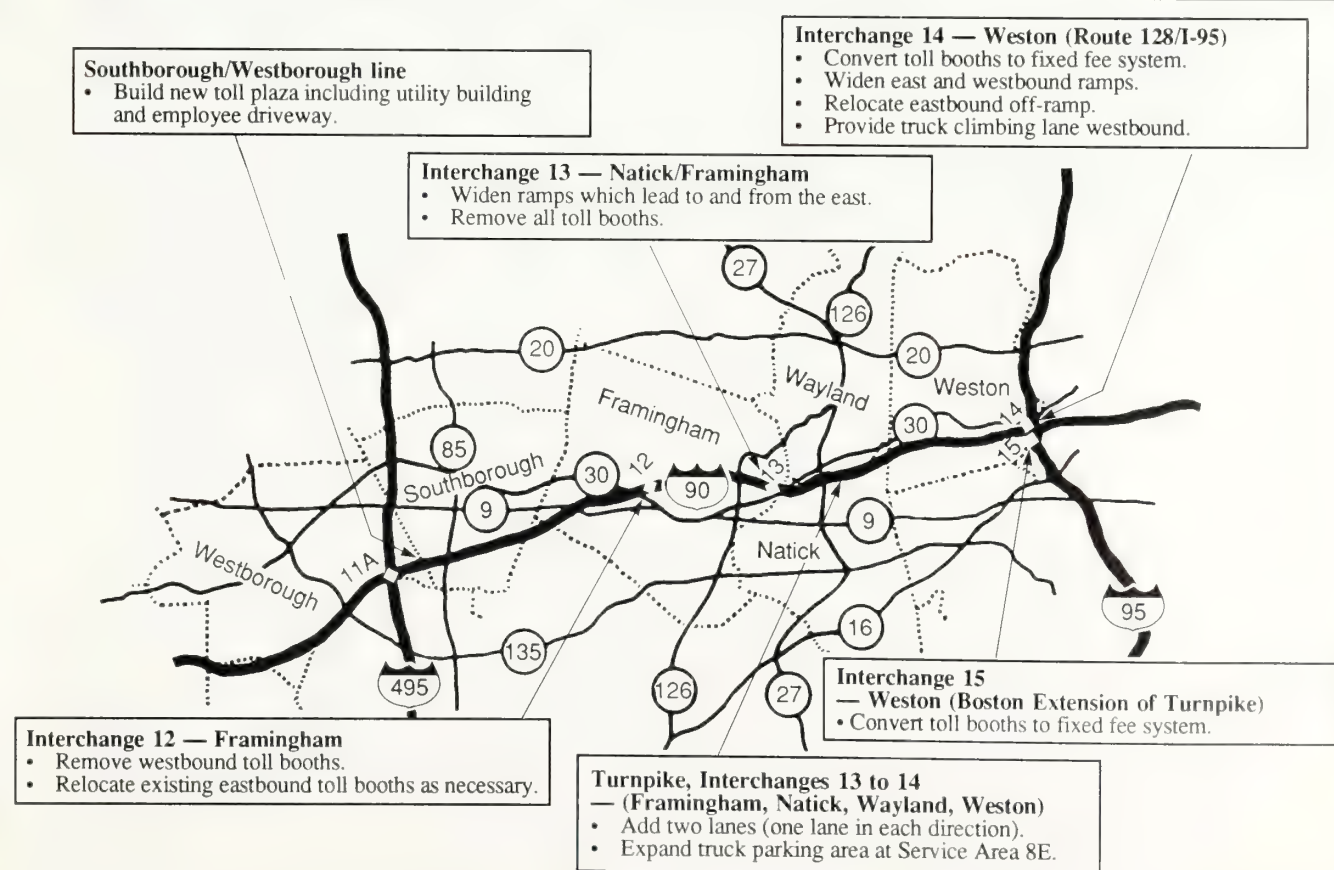 Southborough/Westborough line
• Build new toll plaza including utility building
and employee driveway.
Interchange 14 — Weston (Route 128/I-95)
• Convert toll booths to fixed fee system.
• Widen east and westbound ramps.
• Relocate eastbound off-ramp.
• Provide truck climbing lane westbound.
Interchange 13 — Natick/Framingham
• Widen ramps which lead to and from the east.
• Remove all toll booths.
27
126
20
20
Wayland
Weston
Framingham
30
14
15
85
Southborough
30
12
13
90
9
9
Natick
Westborough
11A
95
16
135
495
126
27
Interchange 15
— Weston (Boston Extension of Turnpike)
• Convert toll booths to fixed fee system.
Interchange 12 — Framingham
• Remove westbound toll booths.
• Relocate existing eastbound toll booths as necessary.
Turnpike, Interchanges 13 to 14
— (Framingham, Natick, Wayland, Weston)
• Add two lanes (one lane in each direction).
• Expand truck parking area at Service Area 8E.